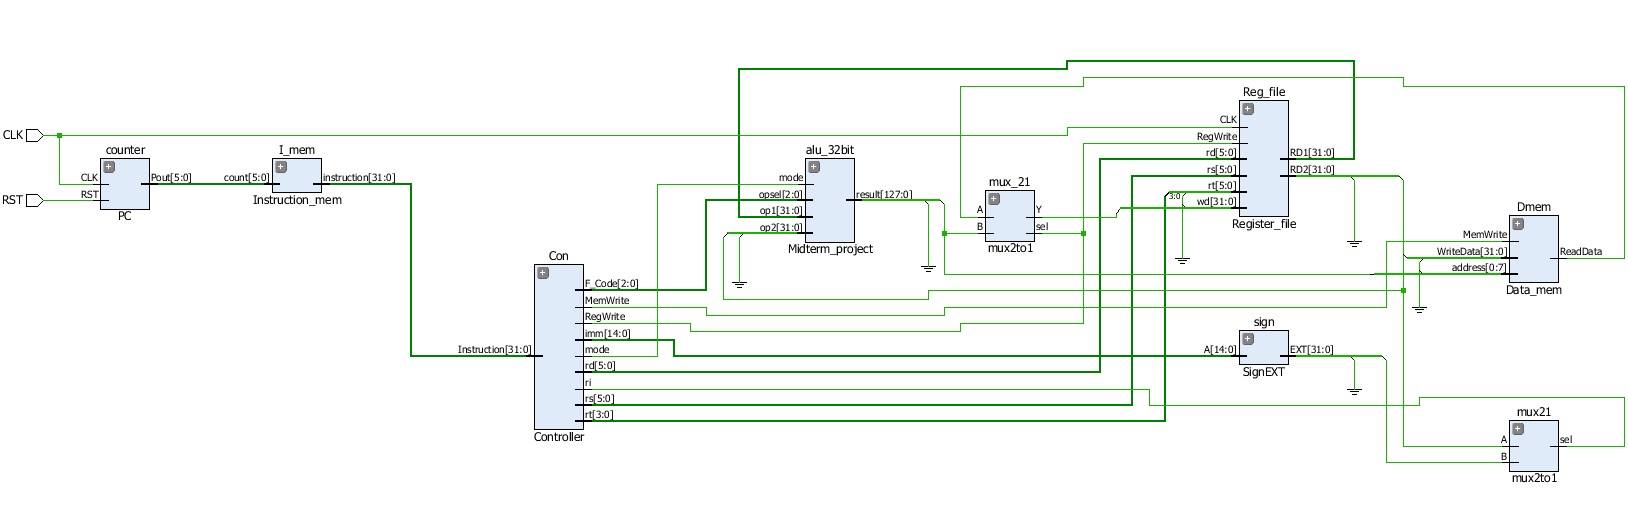 CLK
RST
counter
CLK
RST
Pout[5:0]
PC
I_mem
count[5:0]
instruction[31:0]
Instruction_mem
Con
Instruction[31:0]
F_Code[2:0]
MemWrite
RegWrite
imm[14:0]
mode
rd[5:0]
ri
rs[5:0]
rt[3:0]
Controller
alu_32bit
mode
opsel[2:0]
op1[31:0]
op2[31:0]
result[127:0]
Midterm_project
mux_21
A
B
Y
sel
mux2to1
Reg_file
CLK
RegWrite
rd[5:0]
rs[5:0]
rt[5:0]
3:0
wd[31:0]
RD1[31:0]
RD2[31:0]
Register_file
sign
A[14:0]
EXT[31:0]
SignEXT
Dmem
MemWrite
WriteData[31:0]
address[0:7]
ReadData
Data_mem
mux21
A
B
sel
mux2to1